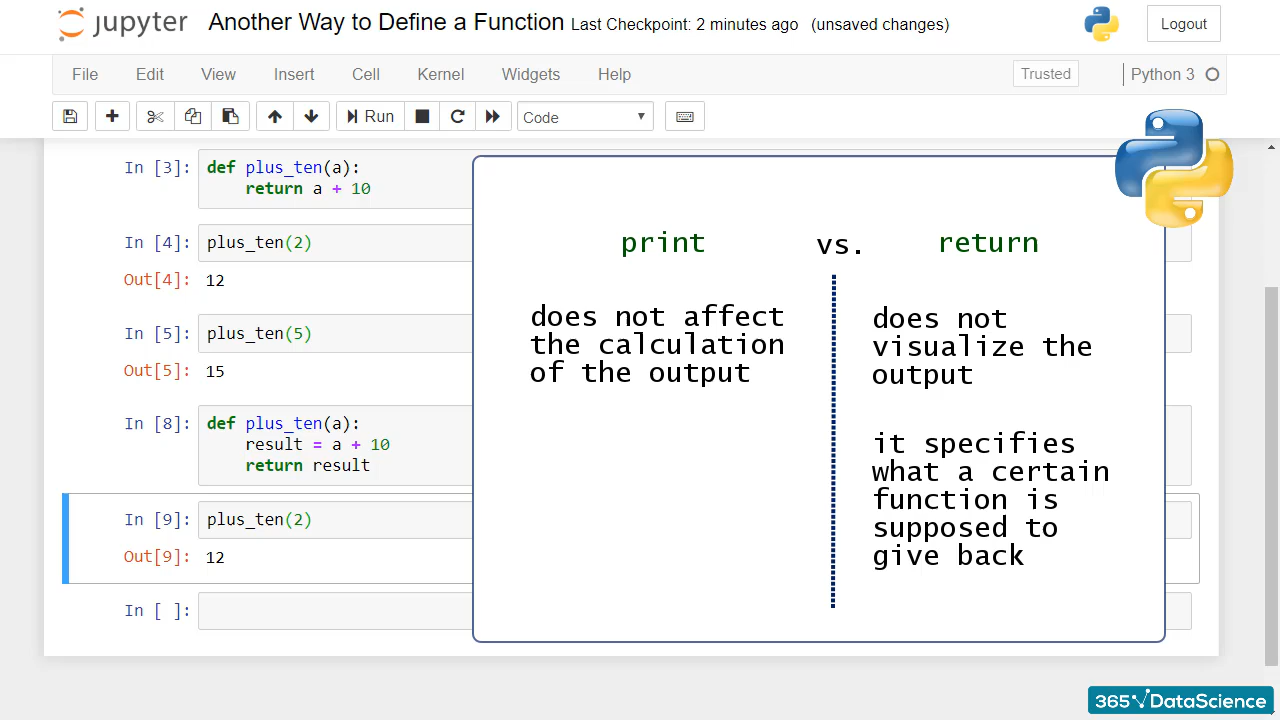 jupyter Another Way to Define a Function Last Checkpoint: 2 minutes ago (unsaved changes) Logout
File Edit View Insert Cell Kernel Widgets Help Trusted Python 3
Run Code
In [3]: def plus_ten(a):
return a + 10
In [4]: plus_ten(2)
Out[4]: 12
In [5]: plus_ten(5)
Out[5]: 15
In [8]: def plus_ten(a):
result = a + 10
return result
In [9]: plus_ten(2)
Out[9]: 12
In [ ]:
print vs. return
does not affect
the calculation
of the output
does not
visualize the
output
it specifies
what a certain
function is
supposed to
give back
365 DataScience